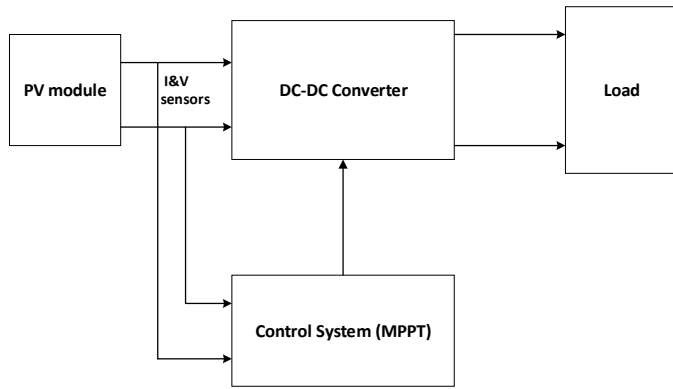 PV module
I&V
sensors
DC-DC Converter
Load
Control System (MPPT)